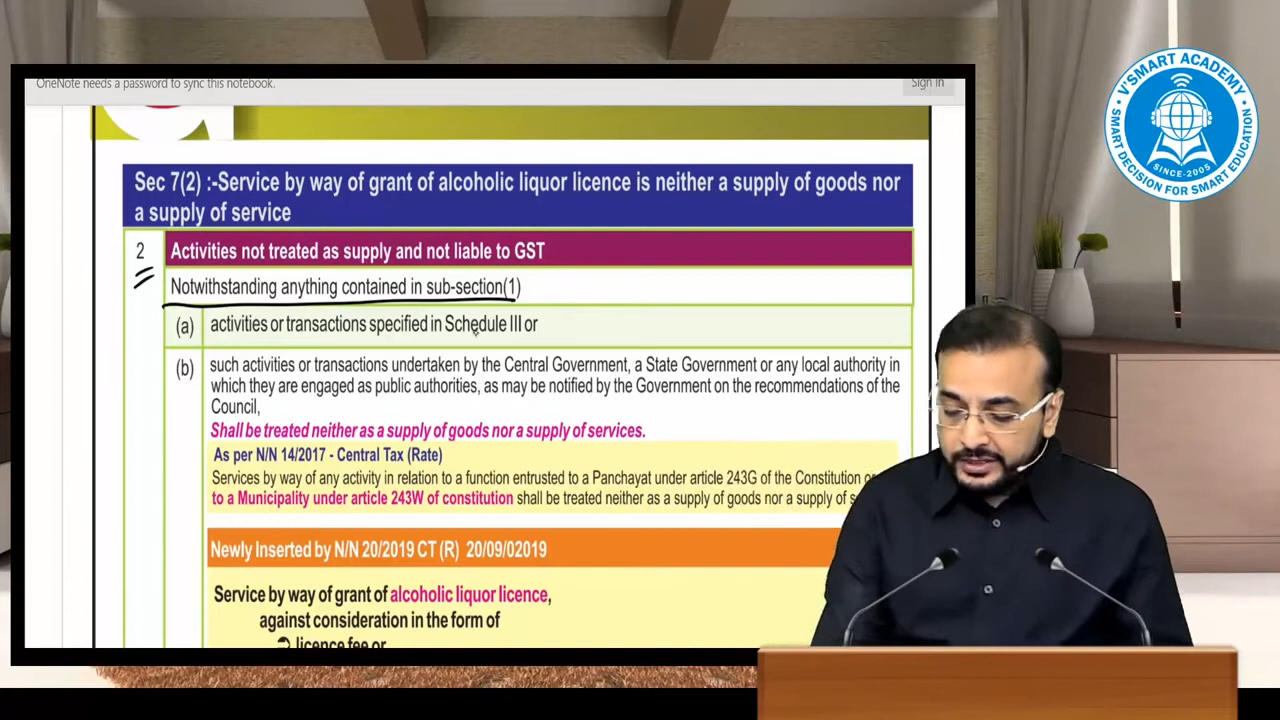 OneNote needs a password to sync this notebook.
Sign In
Sec 7(2) :-Service by way of grant of alcoholic liquor licence is neither a supply of goods nor
a supply of service
2
Activities not treated as supply and not liable to GST
Notwithstanding anything contained in sub-section(1)
(a) activities or transactions specified in Schedule III or
(b) such activities or transactions undertaken by the Central Government, a State Government or any local authority in
which they are engaged as public authorities, as may be notified by the Government on the recommendations of the
Council,
Shall be treated neither as a supply of goods nor a supply of services.
As per N/N 14/2017 - Central Tax (Rate)
Services by way of any activity in relation to a function entrusted to a Panchayat under article 243G of the Constitution
to a Municipality under article 243W of constitution shall be treated neither as a supply of goods nor a supply of
Newly Inserted by N/N 20/2019 CT (R) 20/09/02019
Service by way of grant of alcoholic liquor licence,
against consideration in the form of
licence fee or
V'SMART ACADEMY
SINCE-2005
SMART DECISION FOR SMART EDUCATION